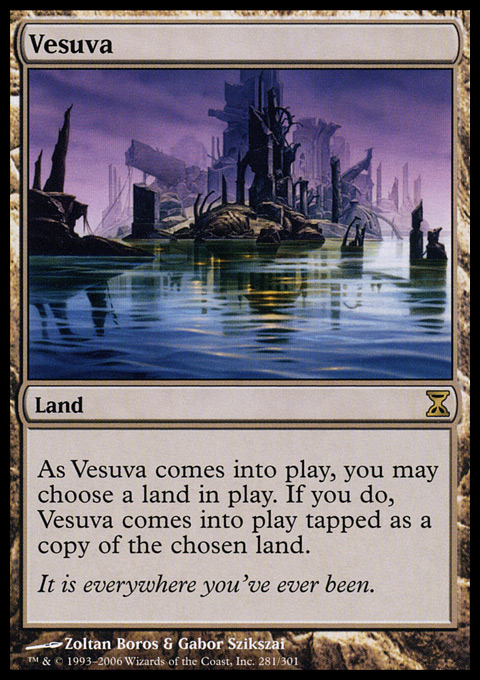 Vesuva
Land
As Vesuva comes into play, you may
choose a land in play. If you do,
Vesuva comes into play tapped as a
copy of the chosen land.
It is everywhere you've ever been.
Zoltan Boros & Gabor Szikszai
™ & © 1993–2006 Wizards of the Coast, Inc. 281/301